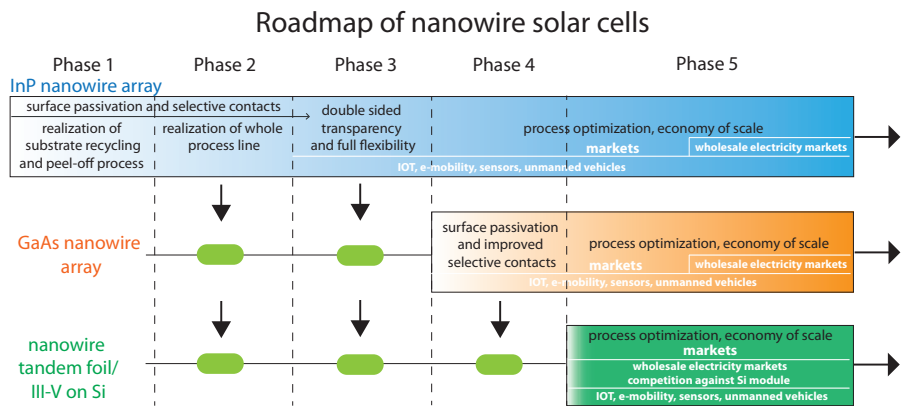 Roadmap of nanowire solar cells
Phase 1
Phase 2
Phase 3
Phase 4
Phase 5
InP nanowire array
surface passivation and selective contacts
realization of
substrate recycling
and peel-off process
realization of whole
process line
double sided
transparency
and full flexibility
process optimization, economy of scale
markets
wholesale electricity markets
IOT, e-mobility, sensors, unmanned vehicles
GaAs nanowire
array
surface passivation
and improved
selective contacts
process optimization, economy of scale
markets
wholesale electricity markets
IOT, e-mobility, sensors, unmanned vehicles
nanowire
tandem foil/
III-V on Si
process optimization, economy of scale
markets
wholesale electricity markets
competition against Si module
IOT, e-mobility, sensors, unmanned vehicles